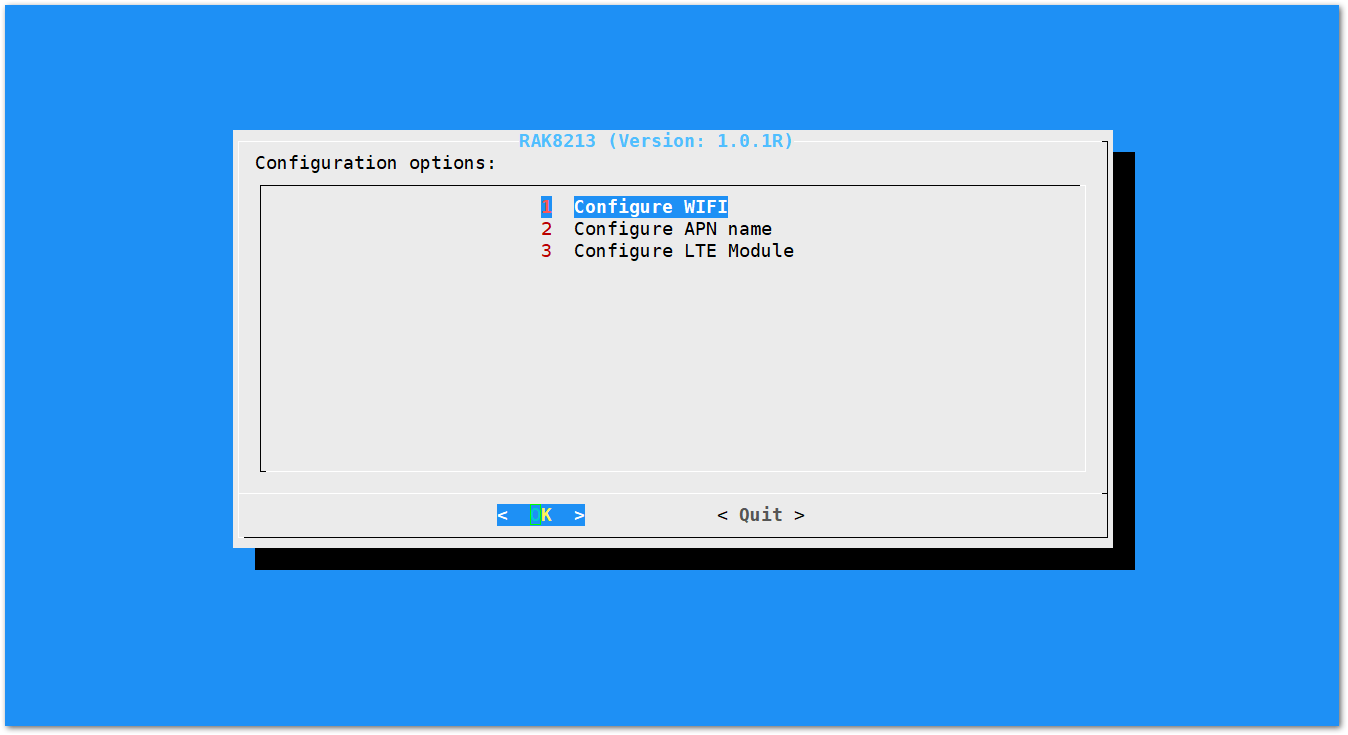 RAK8213 (Version: 1.0.1R)
Configuration options:
1 Configure WIFI
2 Configure APN name
3 Configure LTE Module
< OK > < Quit >